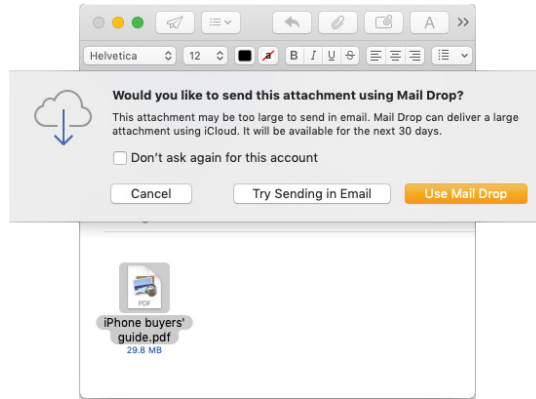 A
Helvetica 12 a B I U S
Would you like to send this attachment using Mail Drop?
This attachment may be too large to send in email. Mail Drop can deliver a large
attachment using iCloud. It will be available for the next 30 days.
Don't ask again for this account
Cancel Try Sending in Email Use Mail Drop
PDF
iPhone buyers'
guide.pdf
29.8 MB